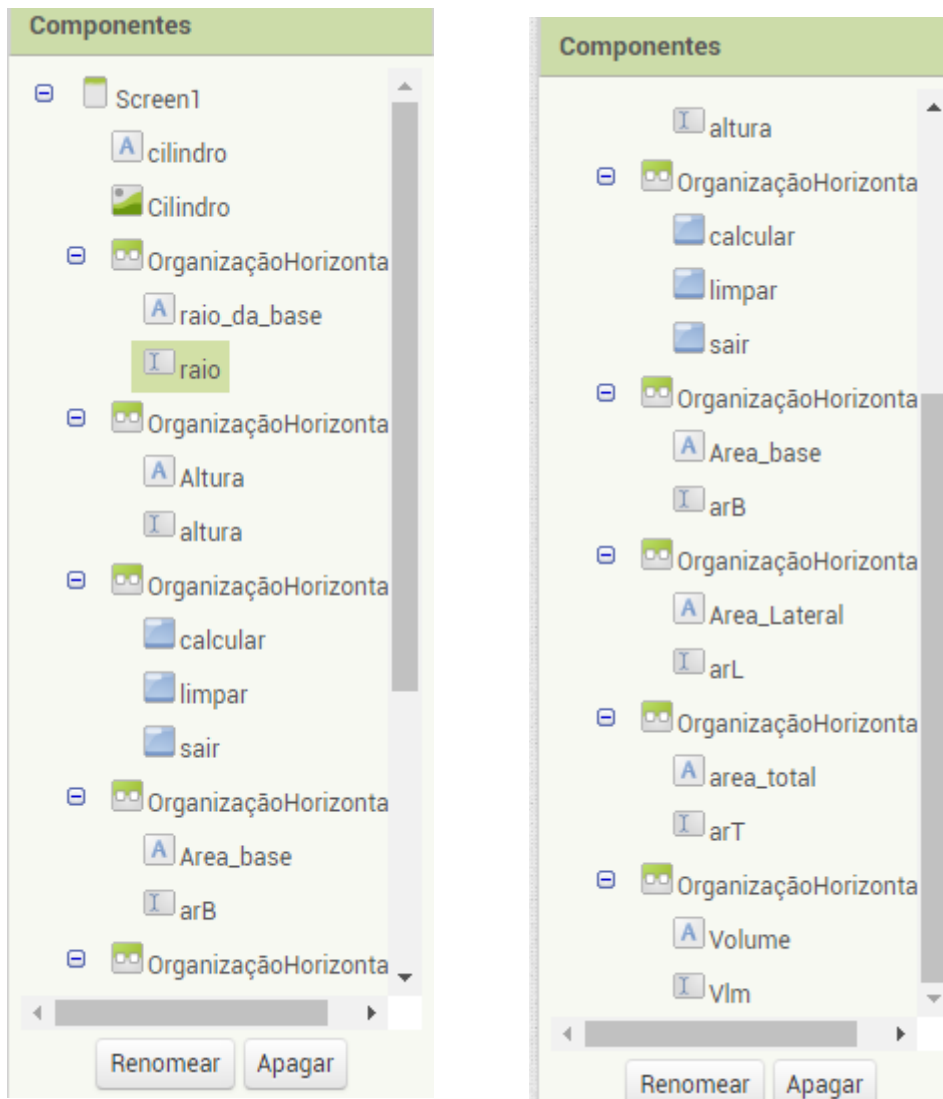 Componentes
Screen1
cilindro
Cilindro
OrganizaçãoHorizonta
raio_da_base
raio
OrganizaçãoHorizonta
Altura
altura
OrganizaçãoHorizonta
calcular
limpar
sair
OrganizaçãoHorizonta
Area_base
arB
OrganizaçãoHorizonta
Renomear Apagar
Componentes
altura
OrganizaçãoHorizonta
calcular
limpar
sair
OrganizaçãoHorizonta
Area_base
arB
OrganizaçãoHorizonta
Area_Lateral
arL
OrganizaçãoHorizonta
area_total
arT
OrganizaçãoHorizonta
Volume
Vlm
Renomear Apagar